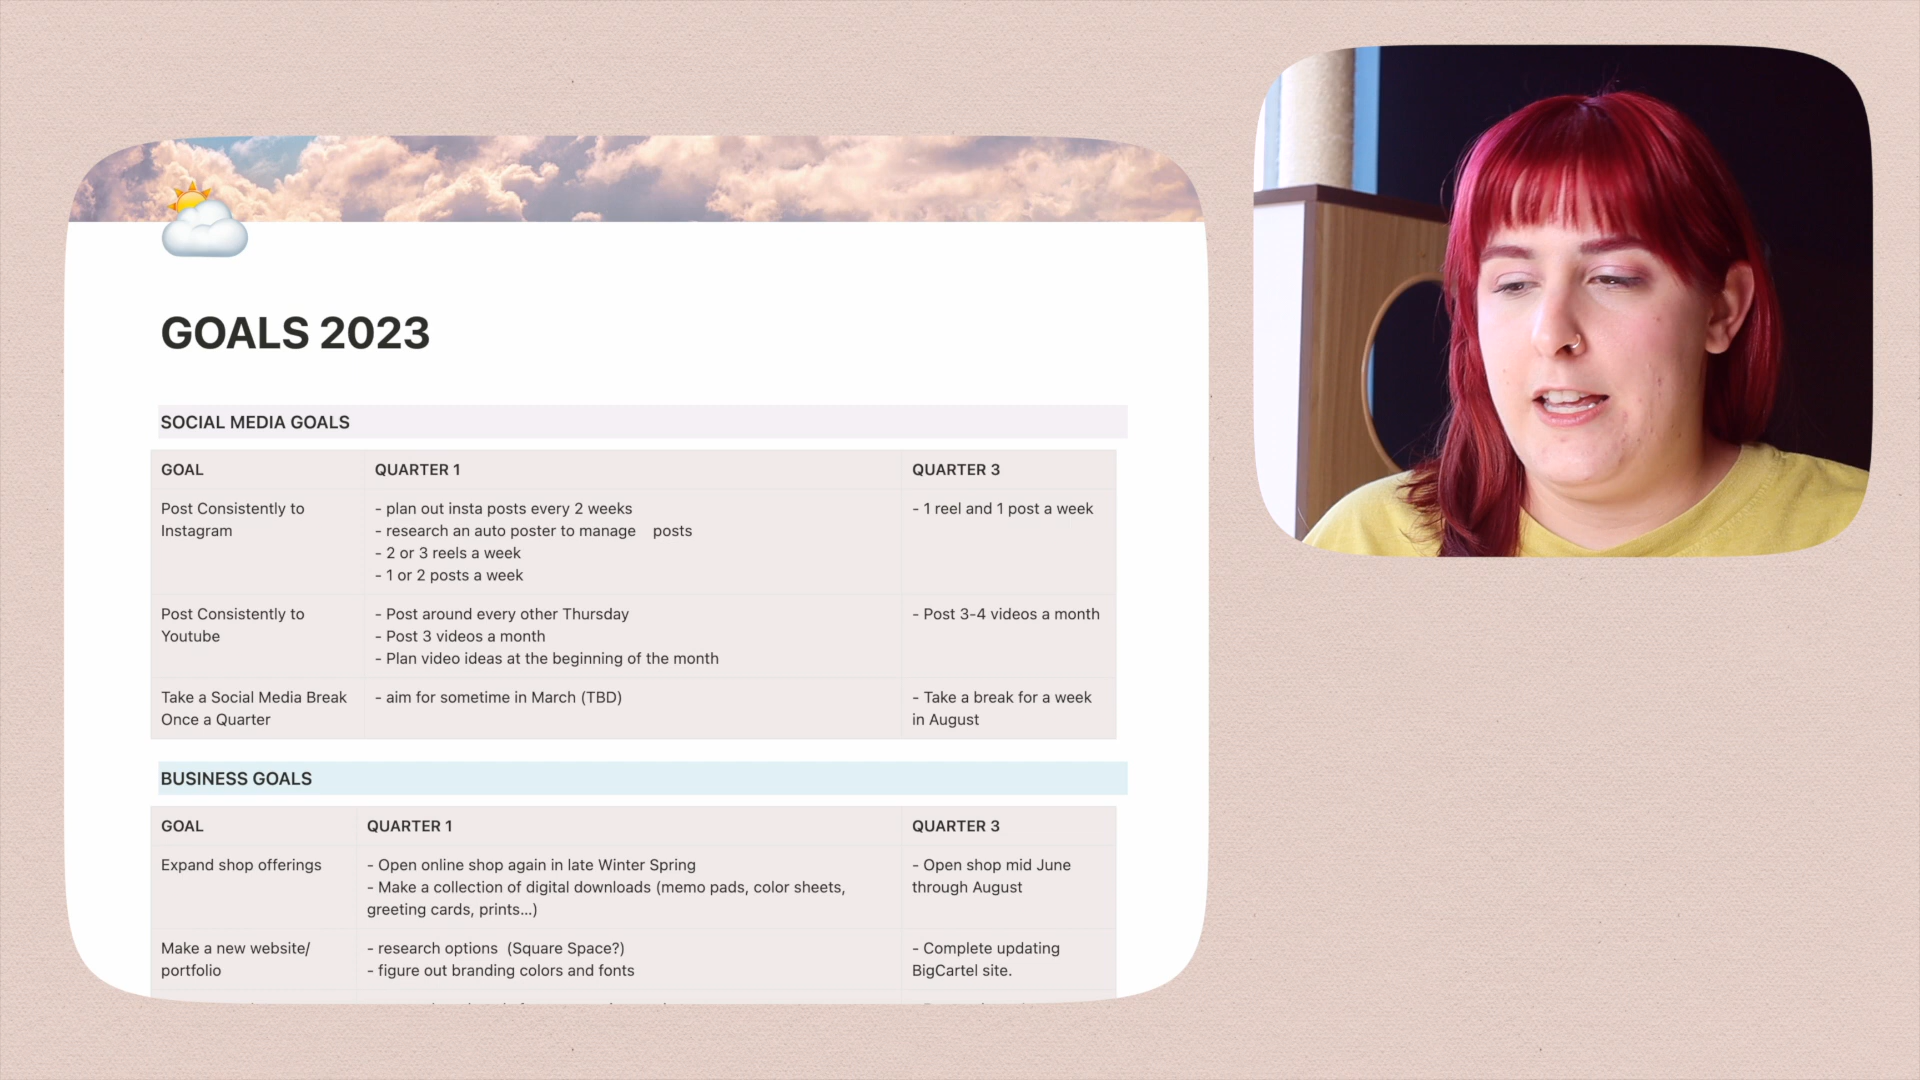 GOALS 2023
SOCIAL MEDIA GOALS
GOAL QUARTER 1 QUARTER 3
Post Consistently to
Instagram
- plan out insta posts every 2 weeks
- research an auto poster to manage posts
- 2 or 3 reels a week
- 1 or 2 posts a week
- 1 reel and 1 post a week
Post Consistently to
Youtube
- Post around every other Thursday
- Post 3 videos a month
- Plan video ideas at the beginning of the month
- Post 3-4 videos a month
Take a Social Media Break
Once a Quarter
- aim for sometime in March (TBD)
- Take a break for a week
in August
BUSINESS GOALS
GOAL QUARTER 1 QUARTER 3
Expand shop offerings
- Open online shop again in late Winter Spring
- Make a collection of digital downloads (memo pads, color sheets,
greeting cards, prints...)
- Open shop mid June
through August
Make a new website/
portfolio
- research options (Square Space?)
- figure out branding colors and fonts
- Complete updating
BigCartel site.